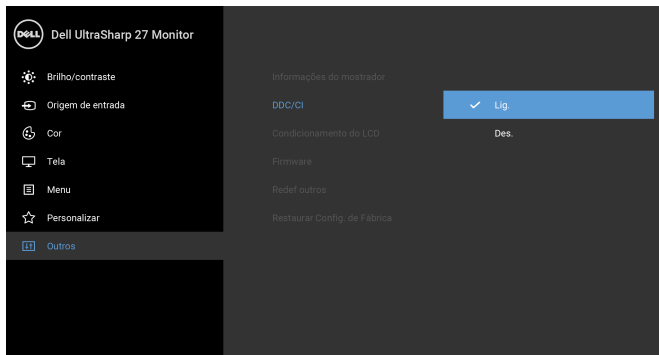 DELL Dell UltraSharp 27 Monitor
Brilho/contraste
Origem de entrada
Cor
Tela
Menu
Personalizar
Outros
Informações do mostrador
DDC/CI
Condicionamento do LCD
Firmware
Redef outros
Restaurar Config. de Fábrica
Lig.
Des.